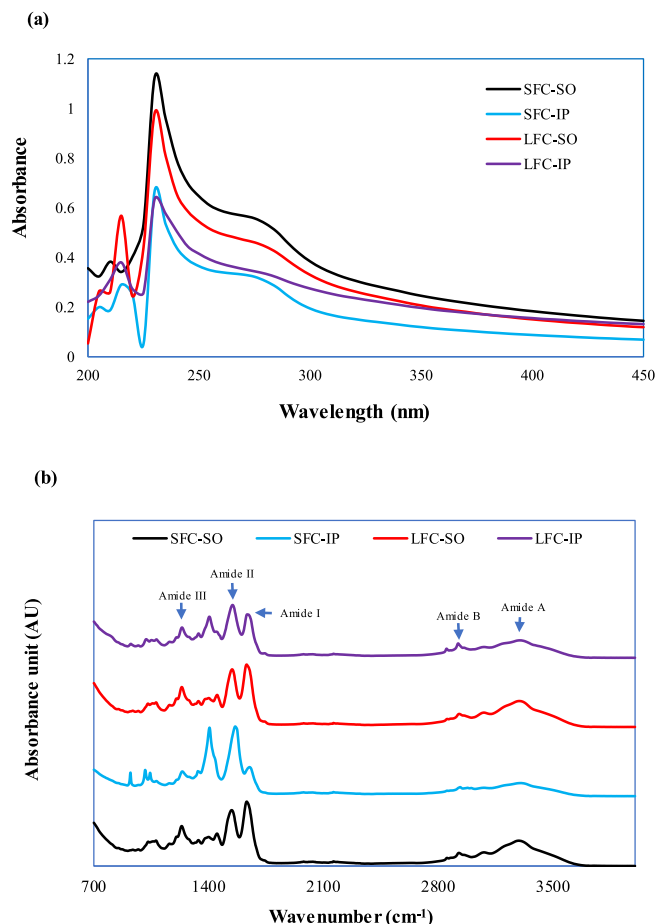 (a)
1.2
1
0.8
0.6
0.4
0.2
0
Absorbance
SFC-SO
SFC-IP
LFC-SO
LFC-IP
200 250 300 350 400 450
Wavelength (nm)
(b)
SFC-SO SFC-IP LFC-SO LFC-IP
Amide II
Amide III
Amide I
Amide B
Amide A
Absorbance unit (AU)
700 1400 2100 2800 3500
Wavenumber (cm-1)